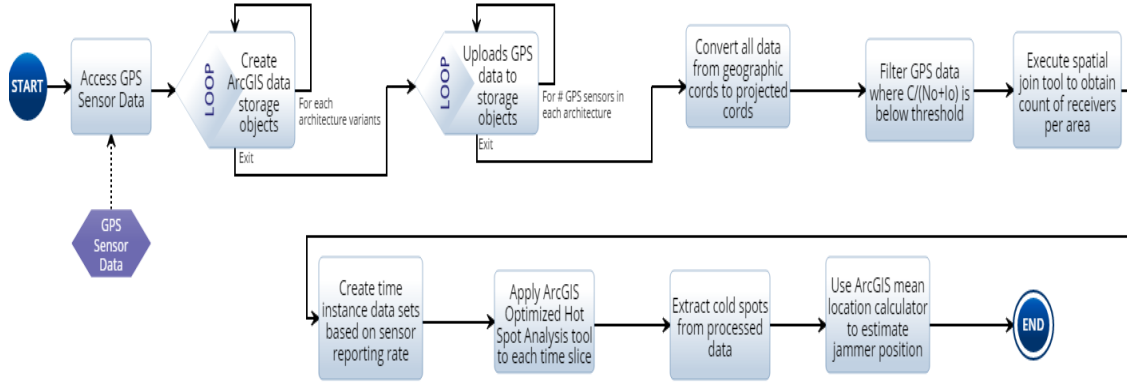 START
Access GPS
Sensor Data
GPS
Sensor
Data
LOOP
Create
ArcGIS data
storage
objects
For each
architecture variants
Exit
LOOP
Uploads GPS
data to
storage
objects
For # GPS sensors in
each architecture
Exit
Convert all data
from geographic
cords to projected
cords
Filter GPS data
where C/(No+Io) is
below threshold
Execute spatial
join tool to obtain
count of receivers
per area
Create time
instance data sets
based on sensor
reporting rate
Apply ArcGIS
Optimized Hot
Spot Analysis tool
to each time slice
Extract cold spots
from processed
data
Use ArcGIS mean
location calculator
to estimate
jammer position
END